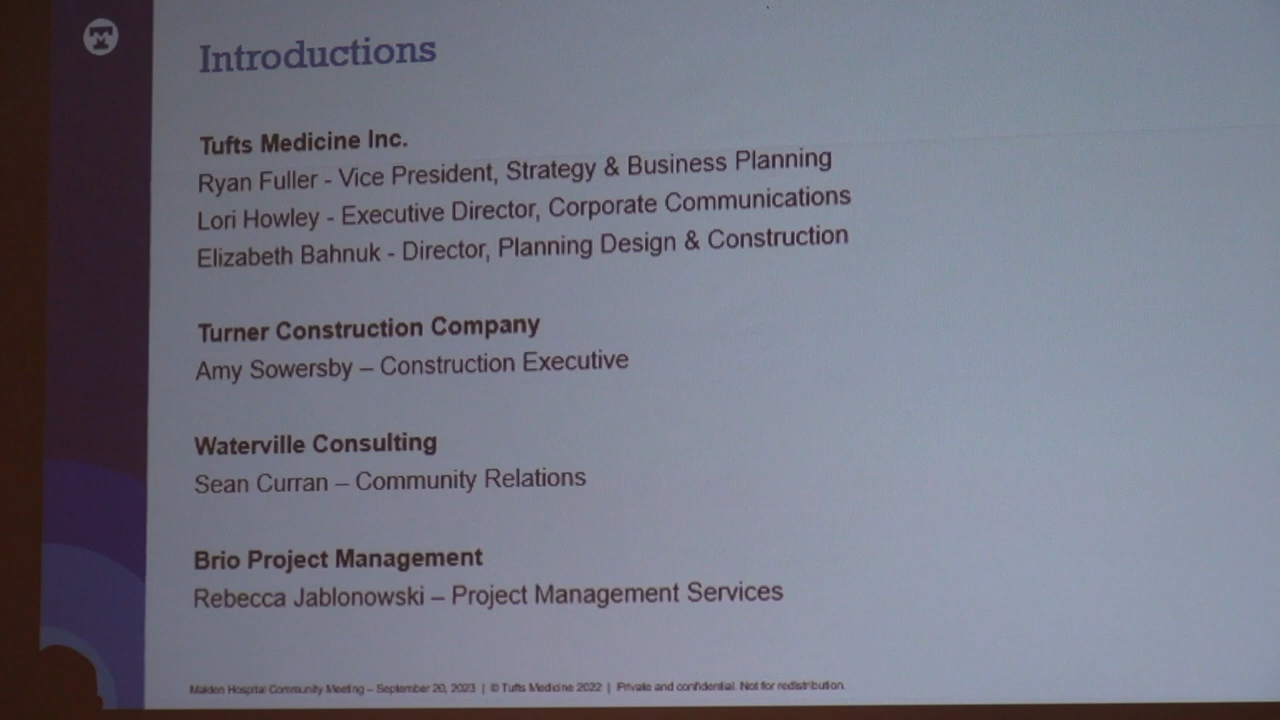 Introductions
Tufts Medicine Inc.
Ryan Fuller - Vice President, Strategy & Business Planning
Lori Howley - Executive Director, Corporate Communications
Elizabeth Bahnuk - Director, Planning Design & Construction
Turner Construction Company
Amy Sowersby – Construction Executive
Waterville Consulting
Sean Curran – Community Relations
Brio Project Management
Rebecca Jablonowski – Project Management Services
Malden Hospital Community Meeting – September 20, 2023 | © Tufts Medicine 2022 | Private and confidential. Not for redistribution.